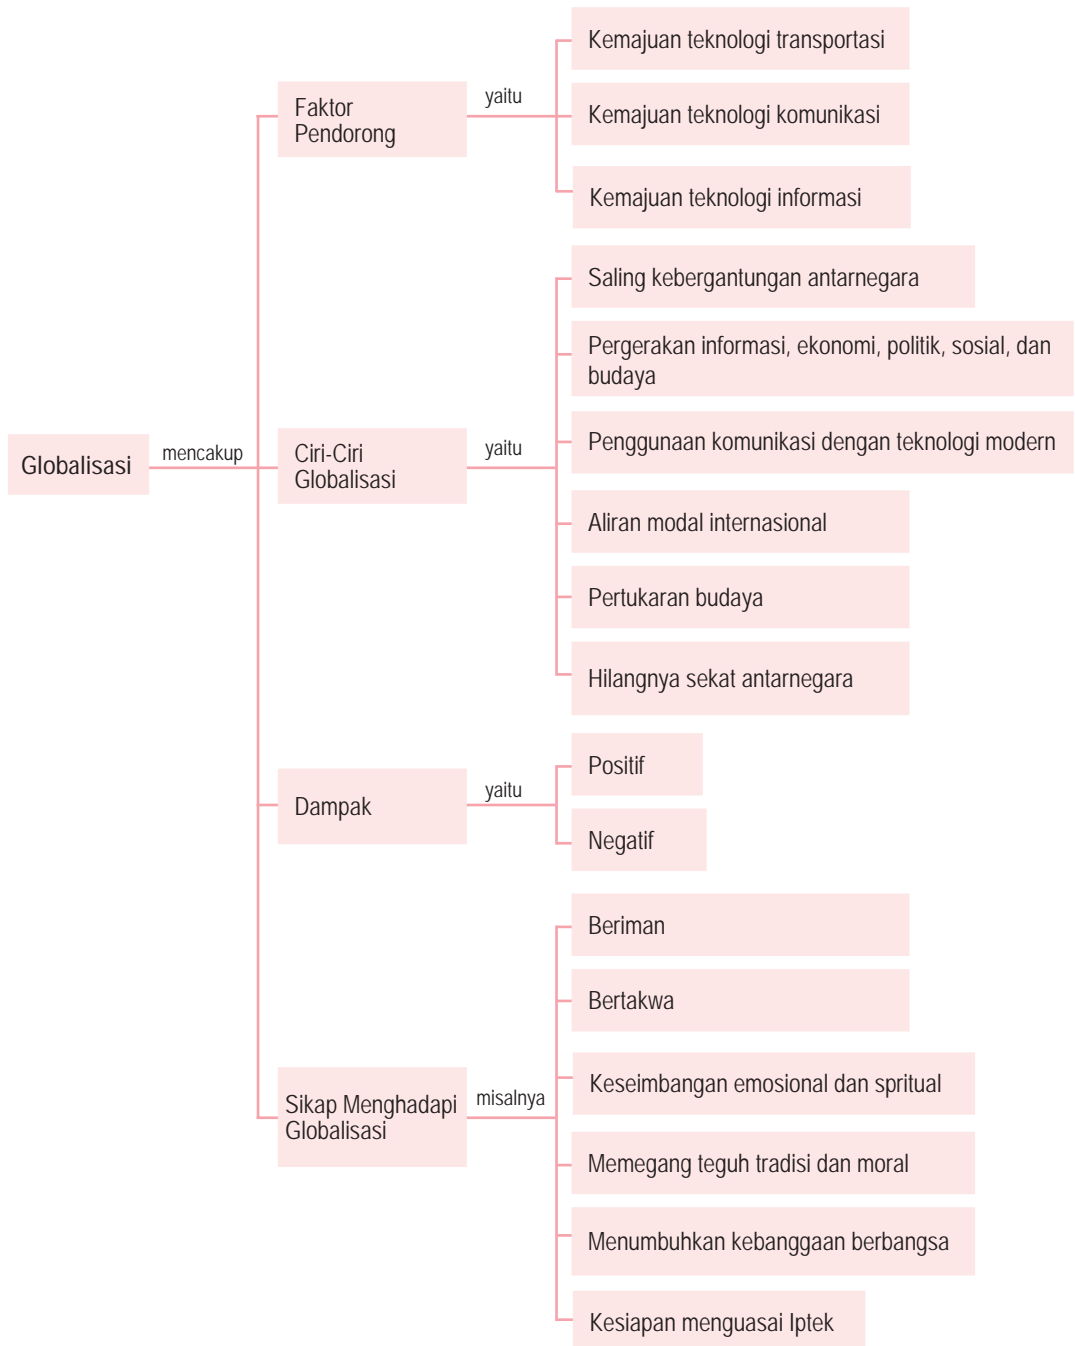 Globalisasi
mencakup
Faktor
Pendorong
yaitu
Kemajuan teknologi transportasi
Kemajuan teknologi komunikasi
Kemajuan teknologi informasi
Ciri-Ciri
Globalisasi
yaitu
Saling kebergantungan antarnegara
Pergerakan informasi, ekonomi, politik, sosial, dan
budaya
Penggunaan komunikasi dengan teknologi modern
Aliran modal internasional
Pertukaran budaya
Hilangnya sekat antarnegara
Dampak
yaitu
Positif
Negatif
Sikap Menghadapi
Globalisasi
misalnya
Beriman
Bertakwa
Keseimbangan emosional dan spritual
Memegang teguh tradisi dan moral
Menumbuhkan kebanggaan berbangsa
Kesiapan menguasai Iptek